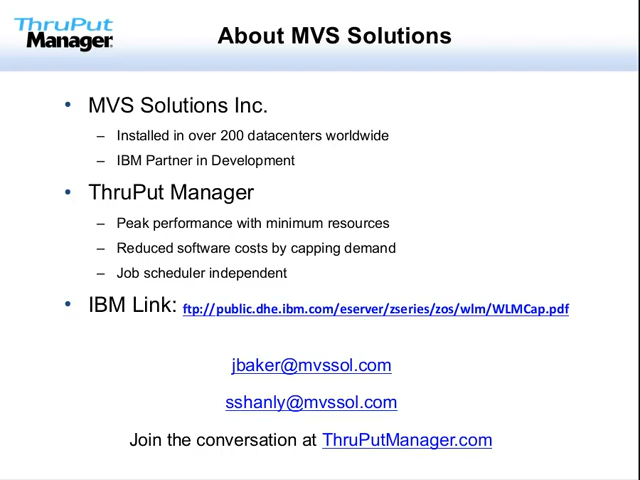 ThruPut
Manager
About MVS Solutions
• MVS Solutions Inc.
– Installed in over 200 datacenters worldwide
– IBM Partner in Development
• ThruPut Manager
– Peak performance with minimum resources
– Reduced software costs by capping demand
– Job scheduler independent
• IBM Link: ftp://public.dhe.ibm.com/eserver/zseries/zos/wlm/WLMCap.pdf
jbaker@mvssol.com
sshanly@mvssol.com
Join the conversation at ThruPutManager.com